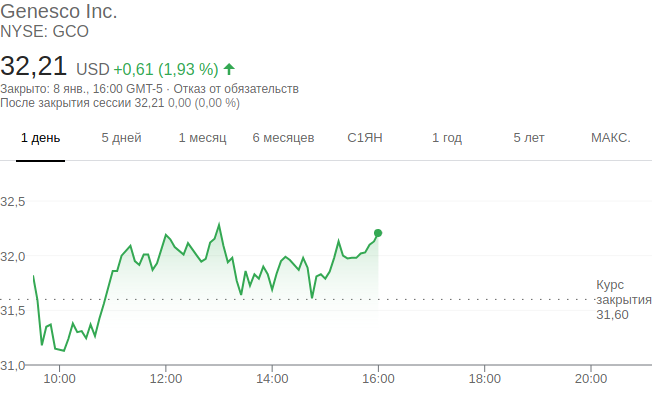 Genesco Inc.
NYSE: GCO
32,21 USD +0,61 (1,93 %)
Закрыто: 8 янв., 16:00 GMT-5 · Отказ от обязательств
После закрытия сессии 32,21 0,00 (0,00 %)
1 день 5 дней 1 месяц 6 месяцев С1ЯН 1 год 5 лет МАКС.
32,5
32,0
31,5
31,0
Курс
закрытия
31,60
10:00 12:00 14:00 16:00 18:00 20:00